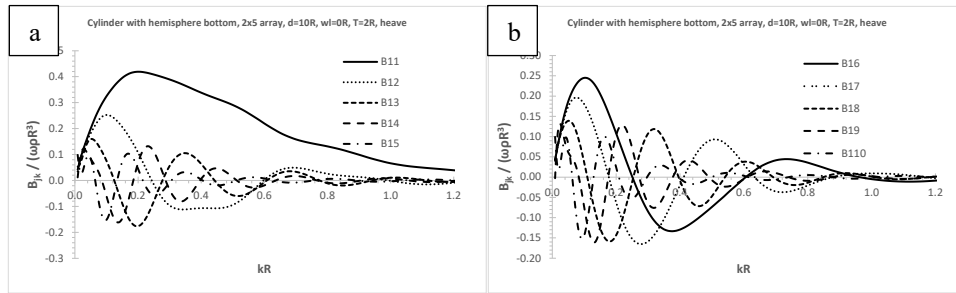 a
Cylinder with hemisphere bottom, 2x5 array, d=10R, wl=0R, T=2R, heave
5
0.4
0.3
0.2
0.1
0.0
-0.1
-0.2
-0.3
0.0 0.2 0.4 0.6 0.8 1.0 1.2
Bjk / (ωρR³)
kR
B11
B12
B13
B14
B15
b
Cylinder with hemisphere bottom, 2x5 array, d=10R, wl=0R, T=2R, heave
0.30
0.25
0.20
0.15
0.10
0.05
0.00
-0.05
-0.10
-0.15
-0.20
0.0 0.2 0.4 0.6 0.8 1.0 1.2
Bjk / (ωρR³)
kR
B16
B17
B18
B19
B110